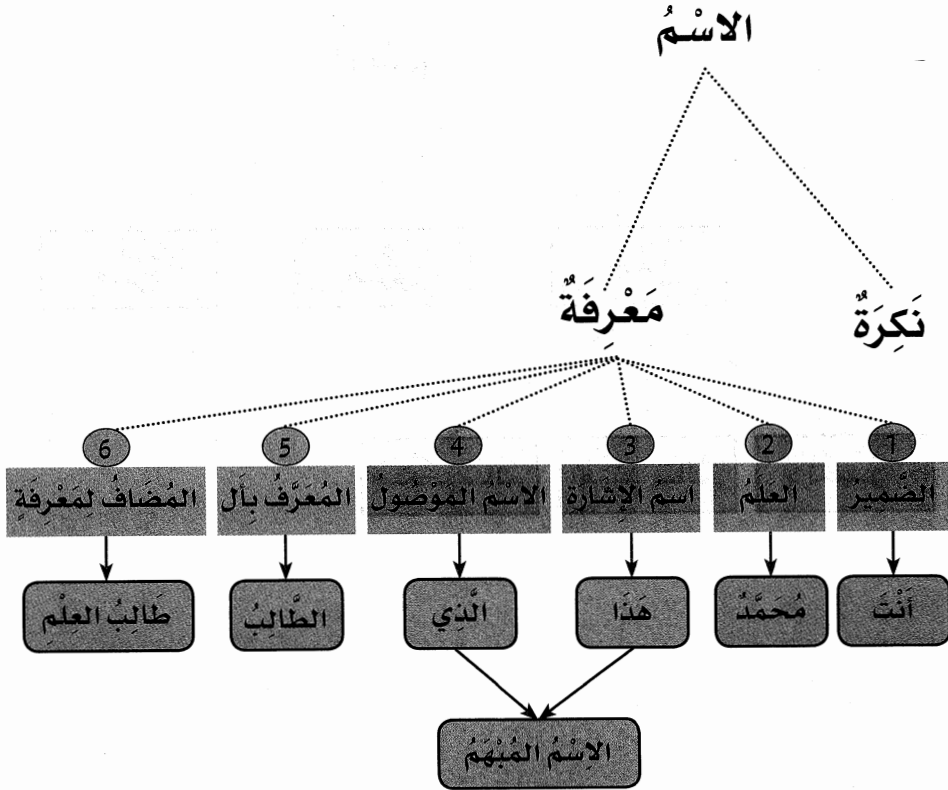 الاسْمُ
نَكِرَةٌ
مَعْرِفَةٌ
1
2
3
4
5
6
الضَّمِيرُ
العَلَمُ
اسْمُ الإِشَارَةِ
الاسْمُ المَوْصُولُ
المُعَرَّفُ بِأَل
المُضَافُ لِمَعْرِفَةٍ
أَنْتَ
مُحَمَّدٌ
هَذَا
الَّذِي
الطَّالِبُ
طَالِبُ العِلْمِ
الاِسْمُ المُبْهَمُ